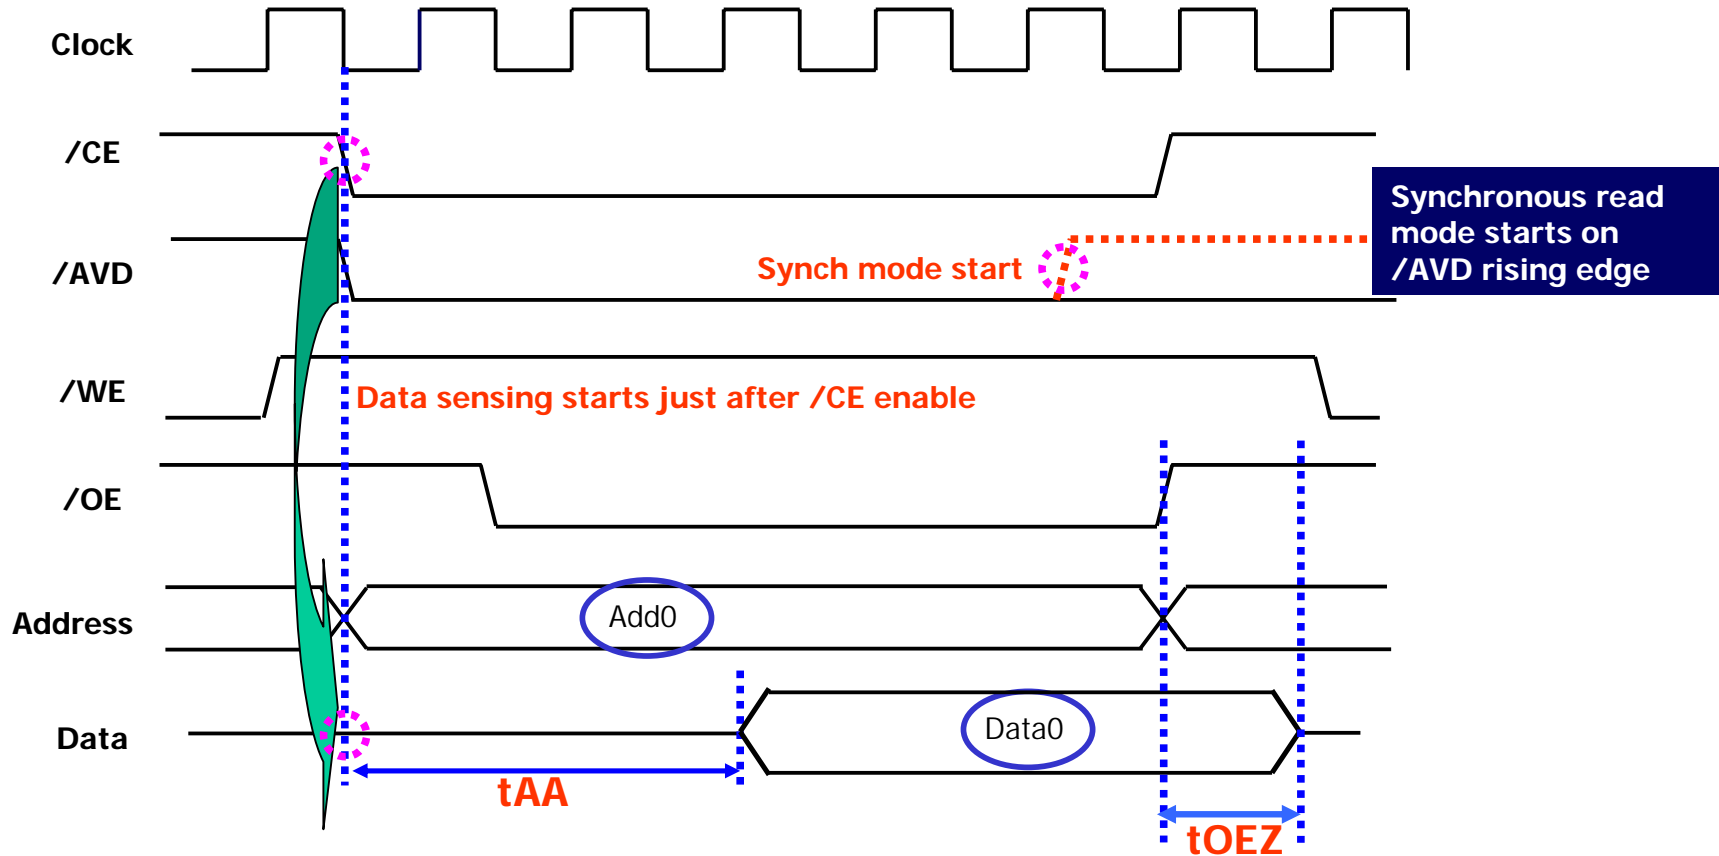 Clock
/CE
Synchronous read
mode starts on
/AVD rising edge
/AVD
Synch mode start
/WE
Data sensing starts just after /CE enable
/OE
Address
Add0
Data
Data0
tAA
tOEZ